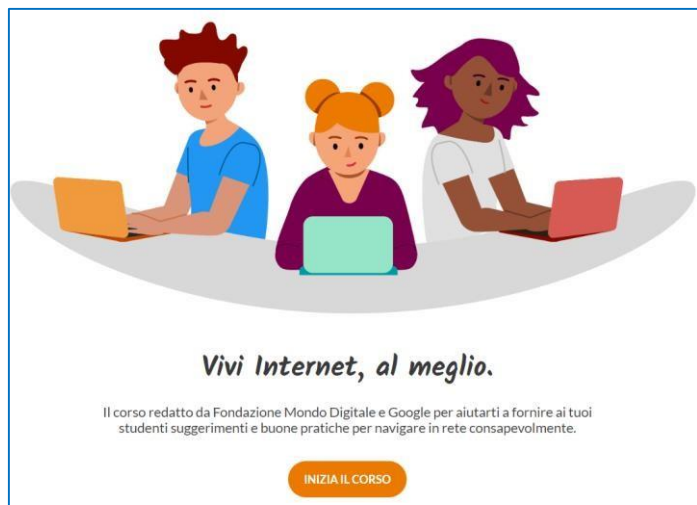 Vivi Internet, al meglio.
Il corso redatto da Fondazione Mondo Digitale e Google per aiutarti a fornire ai tuoi
studenti suggerimenti e buone pratiche per navigare in rete consapevolmente.
INIZIA IL CORSO